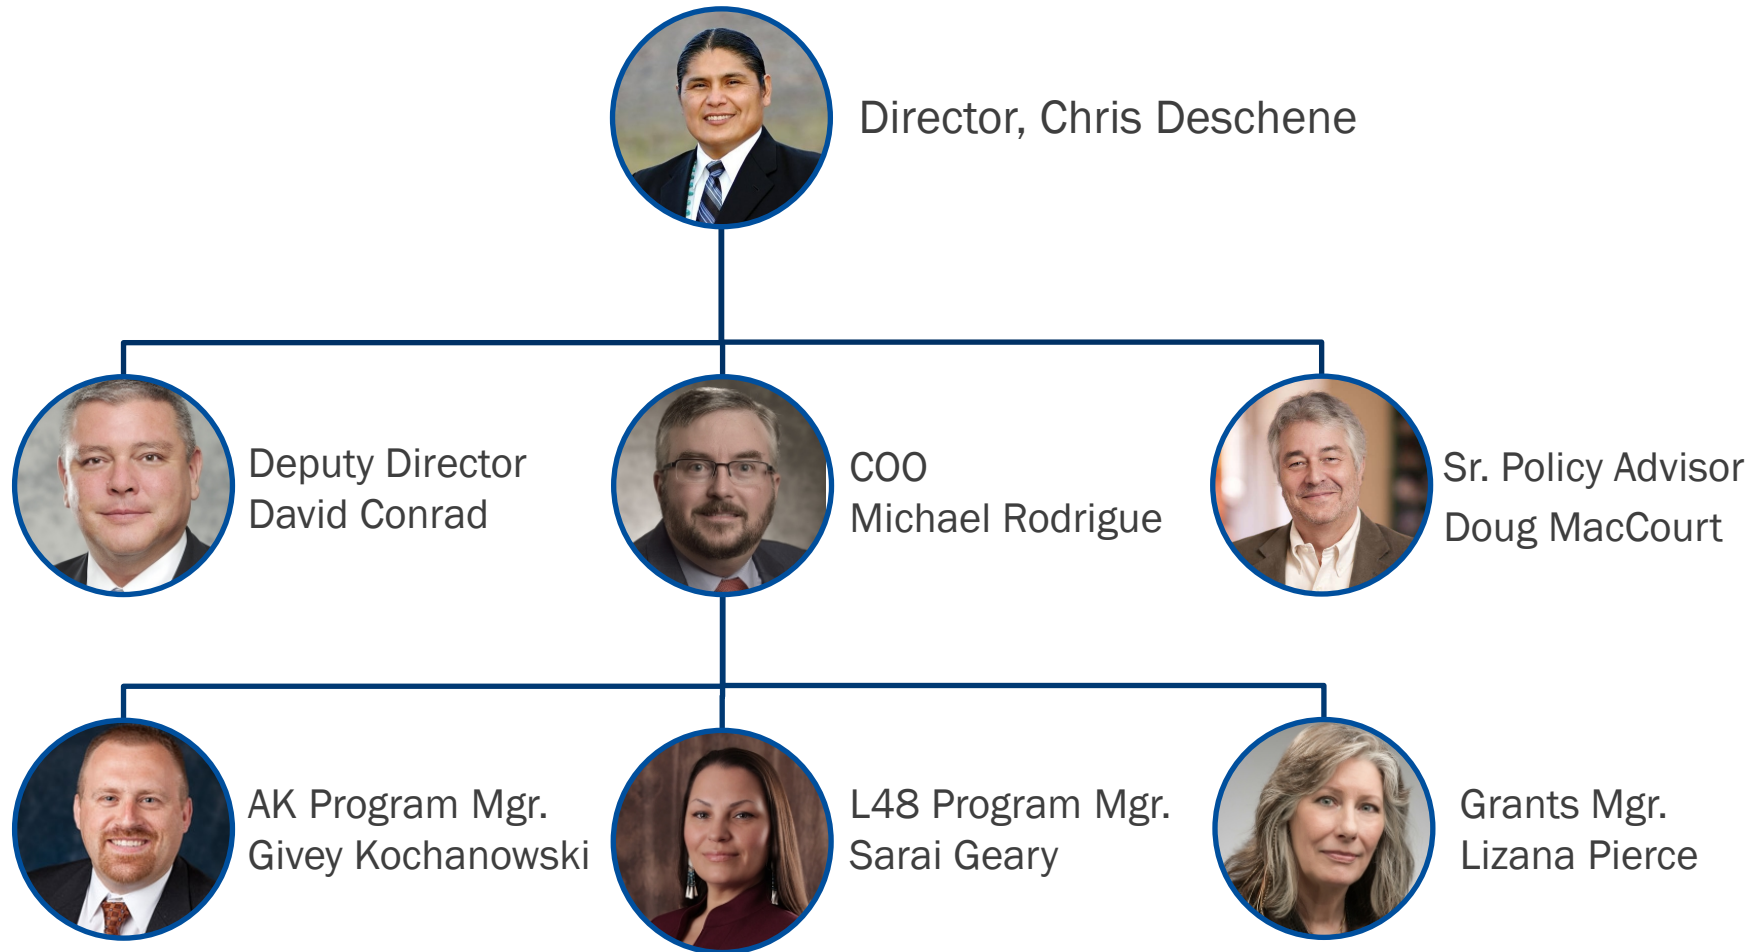 Director, Chris Deschene
Deputy Director
David Conrad
COO
Michael Rodrigue
Sr. Policy Advisor
Doug MacCourt
AK Program Mgr.
Givey Kochanowski
L48 Program Mgr.
Sarai Geary
Grants Mgr.
Lizana Pierce